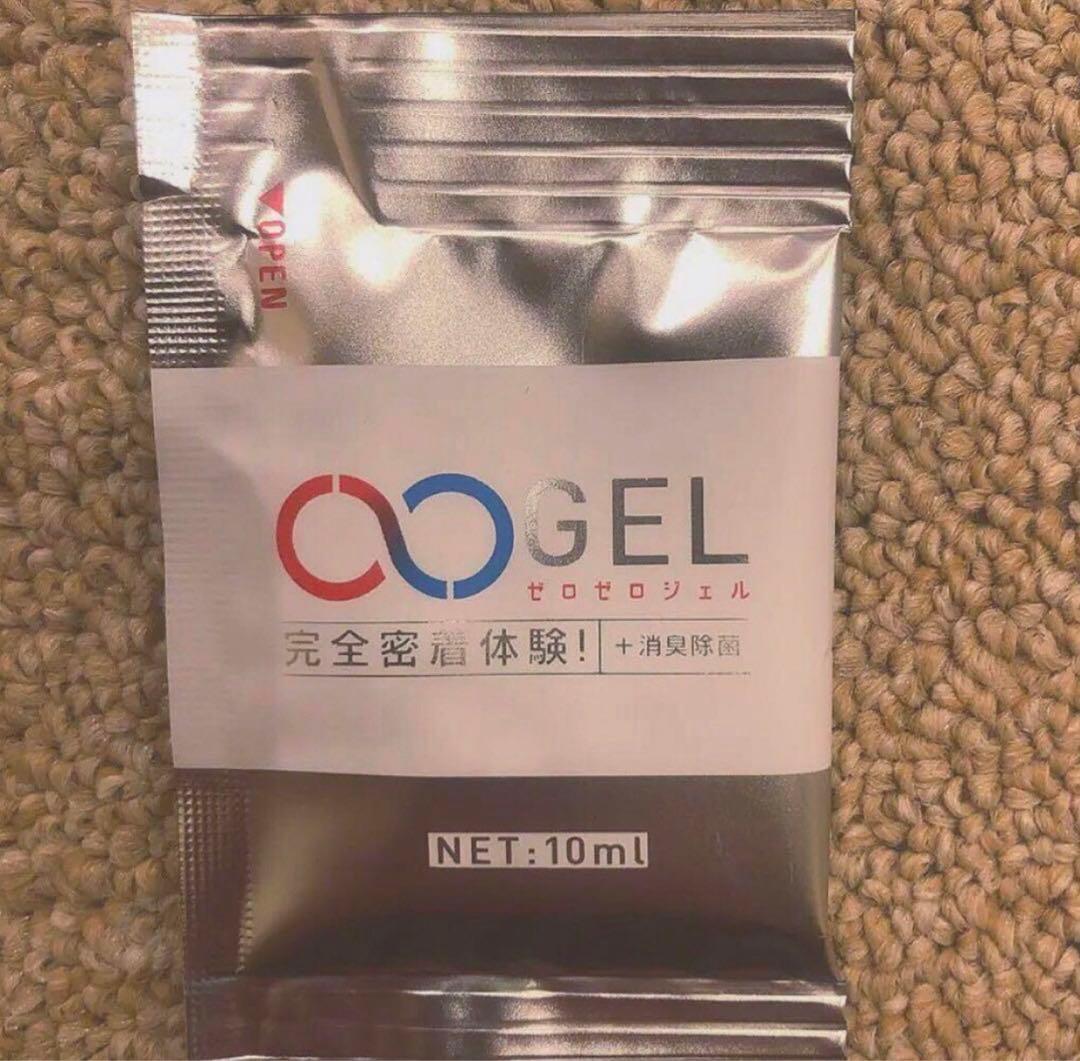 OPEN
00GEL
ゼロゼロジェル
完全密着体験!
+消臭除菌
NET:10ml